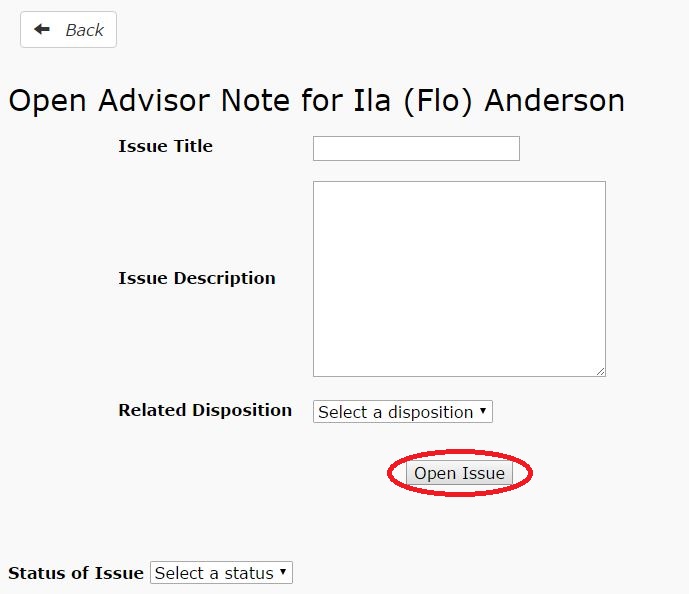 Back
Open Advisor Note for Ila (Flo) Anderson
Issue Title
Issue Description
Related Disposition Select a disposition
Open Issue
Status of Issue Select a status